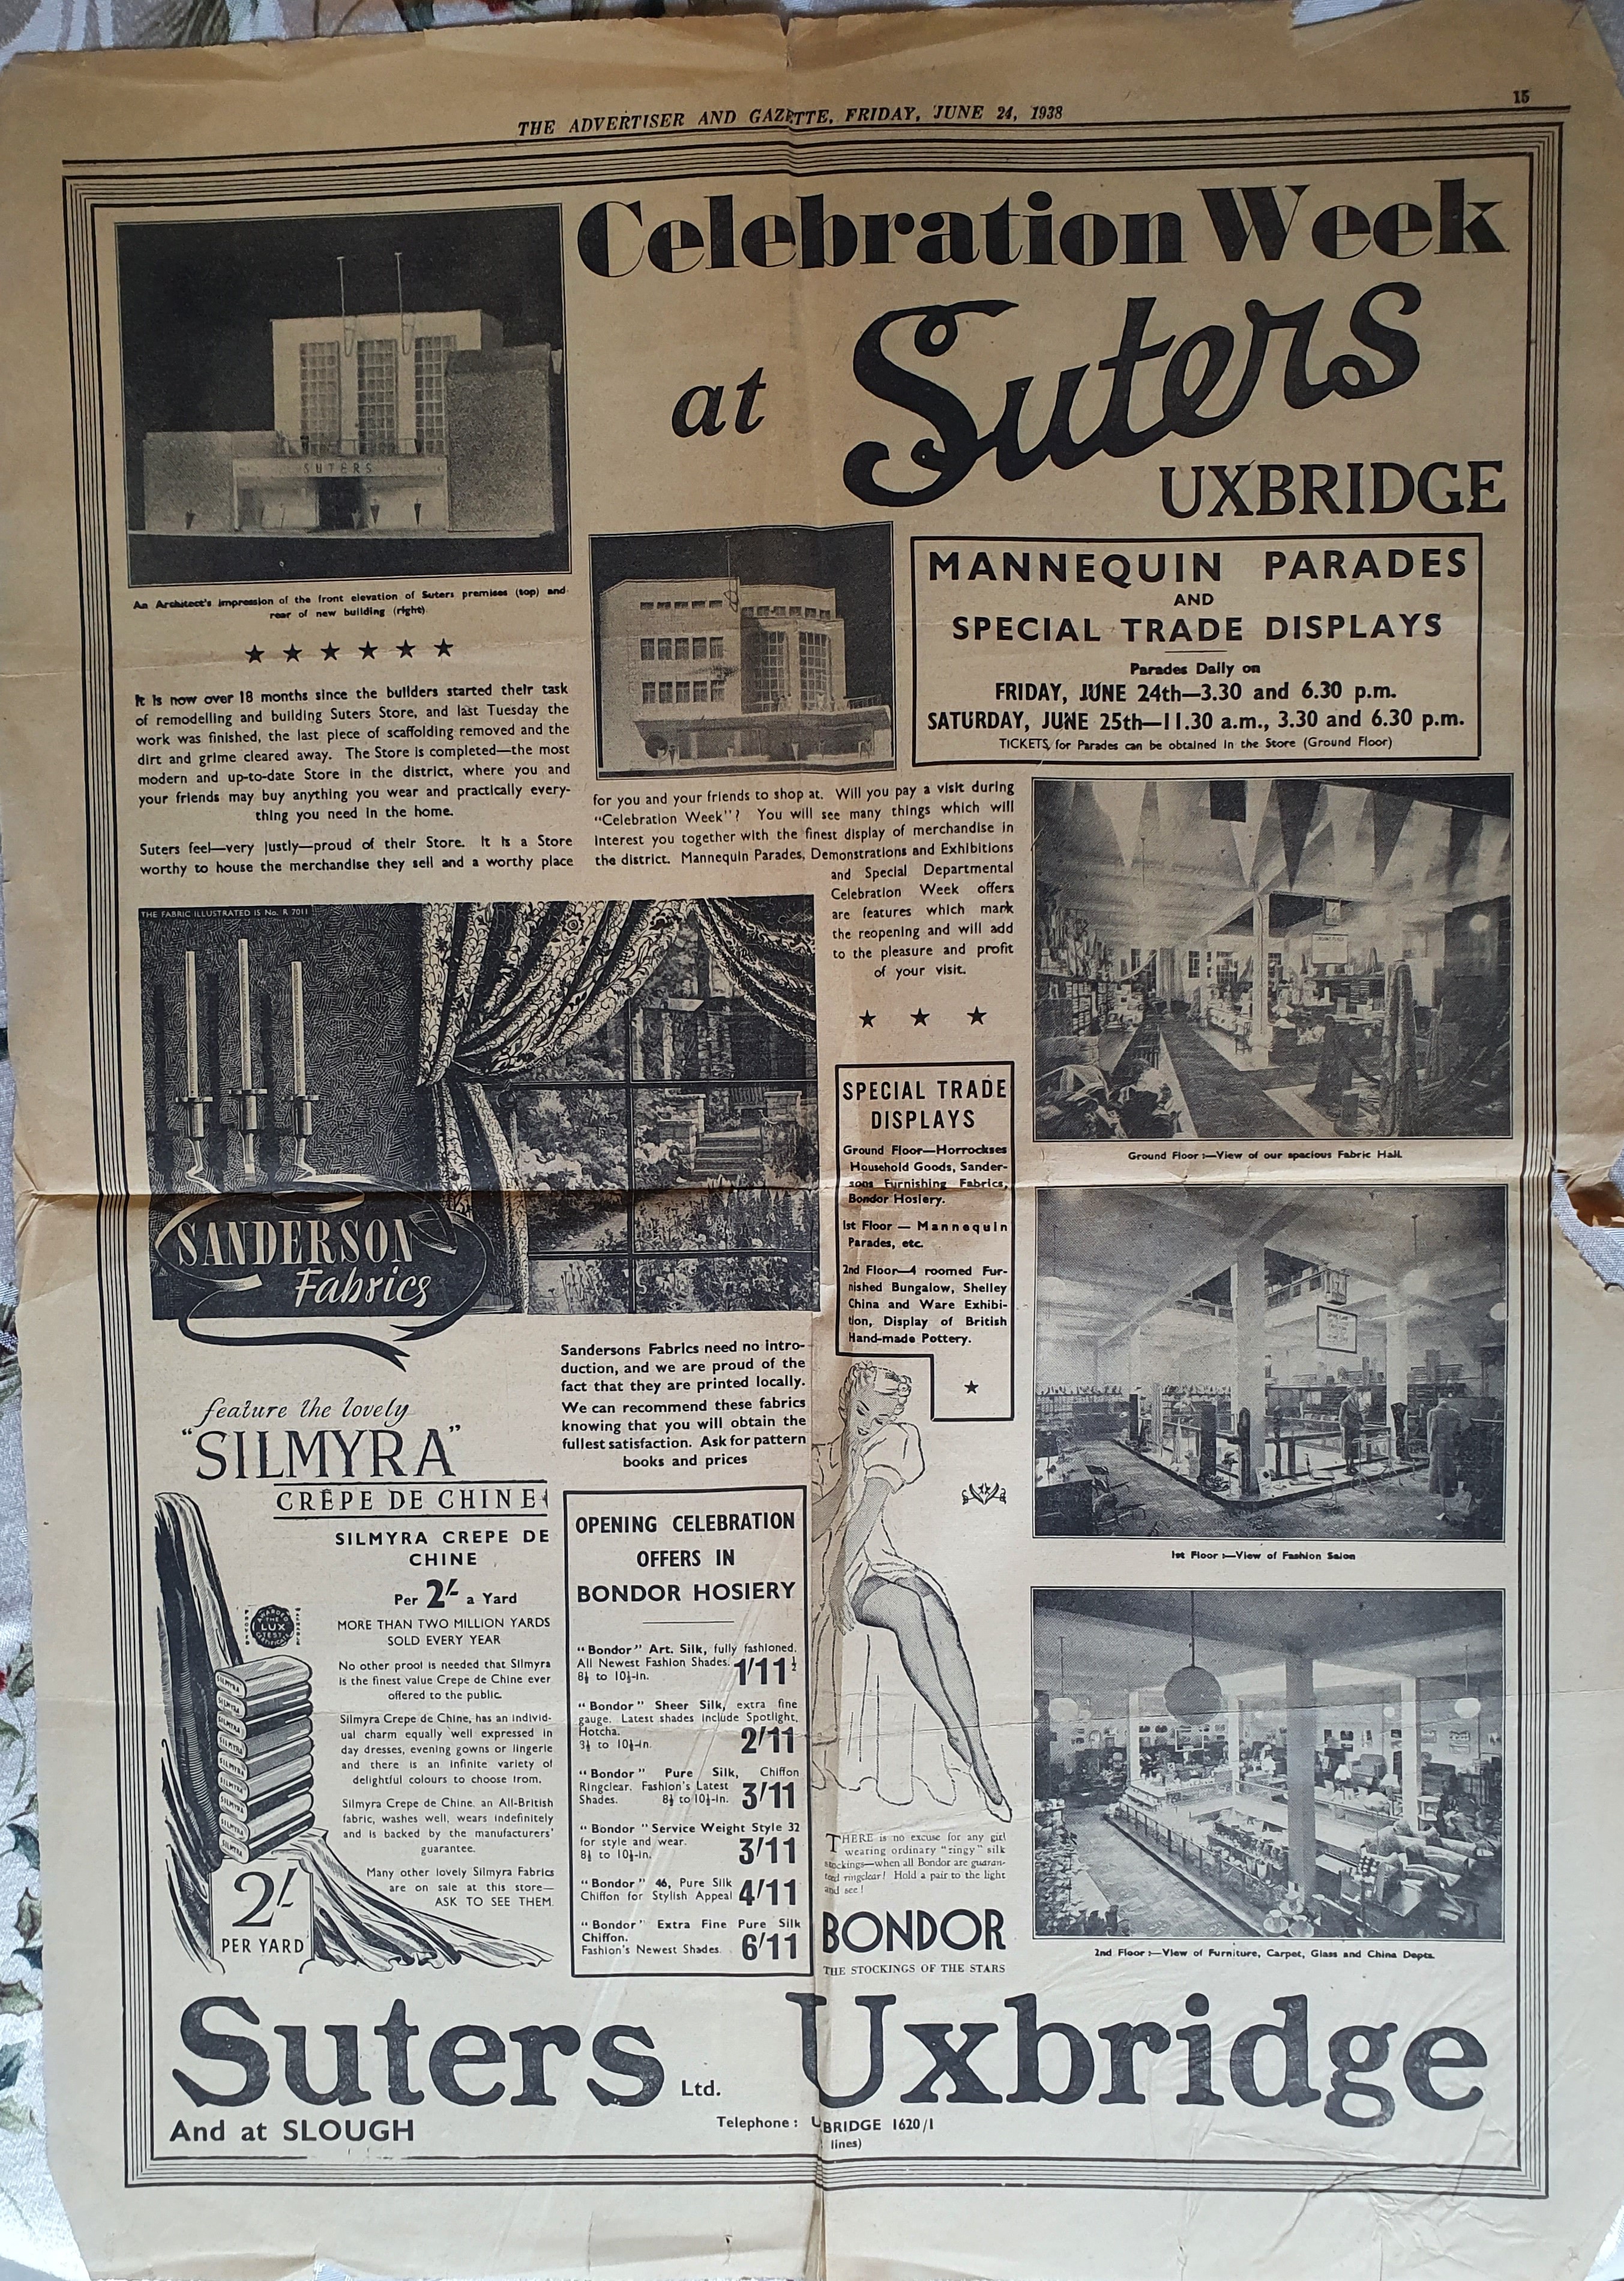 THE ADVERTISER AND GAZETTE, FRIDAY, JUNE 24, 1938
15
Celebration Week
at Suters
UXBRIDGE
SUTERS
An Architect's impression of the front elevation of Suters premises (top) and
rear of new building (right)
★ ★ ★ ★ ★ ★
It is now over 18 months since the builders started their task
of remodelling and building Suters Store, and last Tuesday the
work was finished, the last piece of scaffolding removed and the
dirt and grime cleared away. The Store is completed—the most
modern and up-to-date Store in the district, where you and
your friends may buy anything you wear and practically every-
thing you need in the home.
Suters feel—very justly—proud of their Store. It is a Store
worthy to house the merchandise they sell and a worthy place
for you and your friends to shop at. Will you pay a visit during
"Celebration Week"? You will see many things which will
interest you together with the finest display of merchandise in
the district. Mannequin Parades, Demonstrations and Exhibitions
and Special Departmental
Celebration Week offers
are features which mark
the reopening and will add
to the pleasure and profit
of your visit.
★ ★ ★
MANNEQUIN PARADES
AND
SPECIAL TRADE DISPLAYS
Parades Daily on
FRIDAY, JUNE 24th—3.30 and 6.30 p.m.
SATURDAY, JUNE 25th—11.30 a.m., 3.30 and 6.30 p.m.
TICKETS for Parades can be obtained in the Store (Ground Floor)
Ground Floor :—View of our spacious Fabric Hall.
1st Floor :—View of Fashion Salon
2nd Floor :—View of Furniture, Carpet, Glass and China Depts.
SPECIAL TRADE
DISPLAYS
Ground Floor—Horrockses
Household Goods, Sander-
sons Furnishing Fabrics,
Bondor Hosiery.
1st Floor — Mannequin
Parades, etc.
2nd Floor—4 roomed Fur-
nished Bungalow, Shelley
China and Ware Exhibi-
tion, Display of British
Hand-made Pottery.
★
THE FABRIC ILLUSTRATED IS No. R 7011
SANDERSON
Fabrics
Sandersons Fabrics need no intro-
duction, and we are proud of the
fact that they are printed locally.
We can recommend these fabrics
knowing that you will obtain the
fullest satisfaction. Ask for pattern
books and prices
feature the lovely
"SILMYRA"
CRÊPE DE CHINE
SILMYRA CREPE DE
CHINE
Per 2/- a Yard
MORE THAN TWO MILLION YARDS
SOLD EVERY YEAR
No other proof is needed that Silmyra
is the finest value Crepe de Chine ever
offered to the public.
Silmyra Crepe de Chine, has an individ-
ual charm equally well expressed in
day dresses, evening gowns or lingerie
and there is an infinite variety of
delightful colours to choose from.
Silmyra Crepe de Chine, an All-British
fabric, washes well, wears indefinitely
and is backed by the manufacturers'
guarantee.
Many other lovely Silmyra Fabrics
are on sale at this store—
ASK TO SEE THEM.
AWARDED
THE
LUX
TEST
CERTIFICATE
SILMYRA
SILMYRA
SILMYRA
SILMYRA
SILMYRA
SILMYRA
SILMYRA
SILMYRA
SILMYRA
2/-
PER YARD
OPENING CELEBRATION
OFFERS IN
BONDOR HOSIERY
"Bondor" Art. Silk, fully fashioned.
All Newest Fashion Shades.
8½ to 10½-in. 1/11½
"Bondor" Sheer Silk, extra fine
gauge. Latest shades include Spotlight,
Hotcha.
to 10½-in. 2/11
"Bondor" Pure Silk, Chiffon
Ringclear. Fashion's Latest
Shades. 8½ to 10½-in. 3/11
"Bondor" Service Weight Style 32
for style and wear.
8½ to 10½-in. 3/11
"Bondor" 46, Pure Silk
Chiffon for Stylish Appeal 4/11
"Bondor" Extra Fine Pure Silk
Chiffon.
Fashion's Newest Shades. 6/11
THERE is no excuse for any girl
wearing ordinary "ringy" silk
stockings—when all Bondor are guaran-
teed ringclear! Hold a pair to the light
and see!
BONDOR
THE STOCKINGS OF THE STARS
Suters Ltd. Uxbridge
And at SLOUGH
Telephone: UBRIDGE 1620/1
lines)